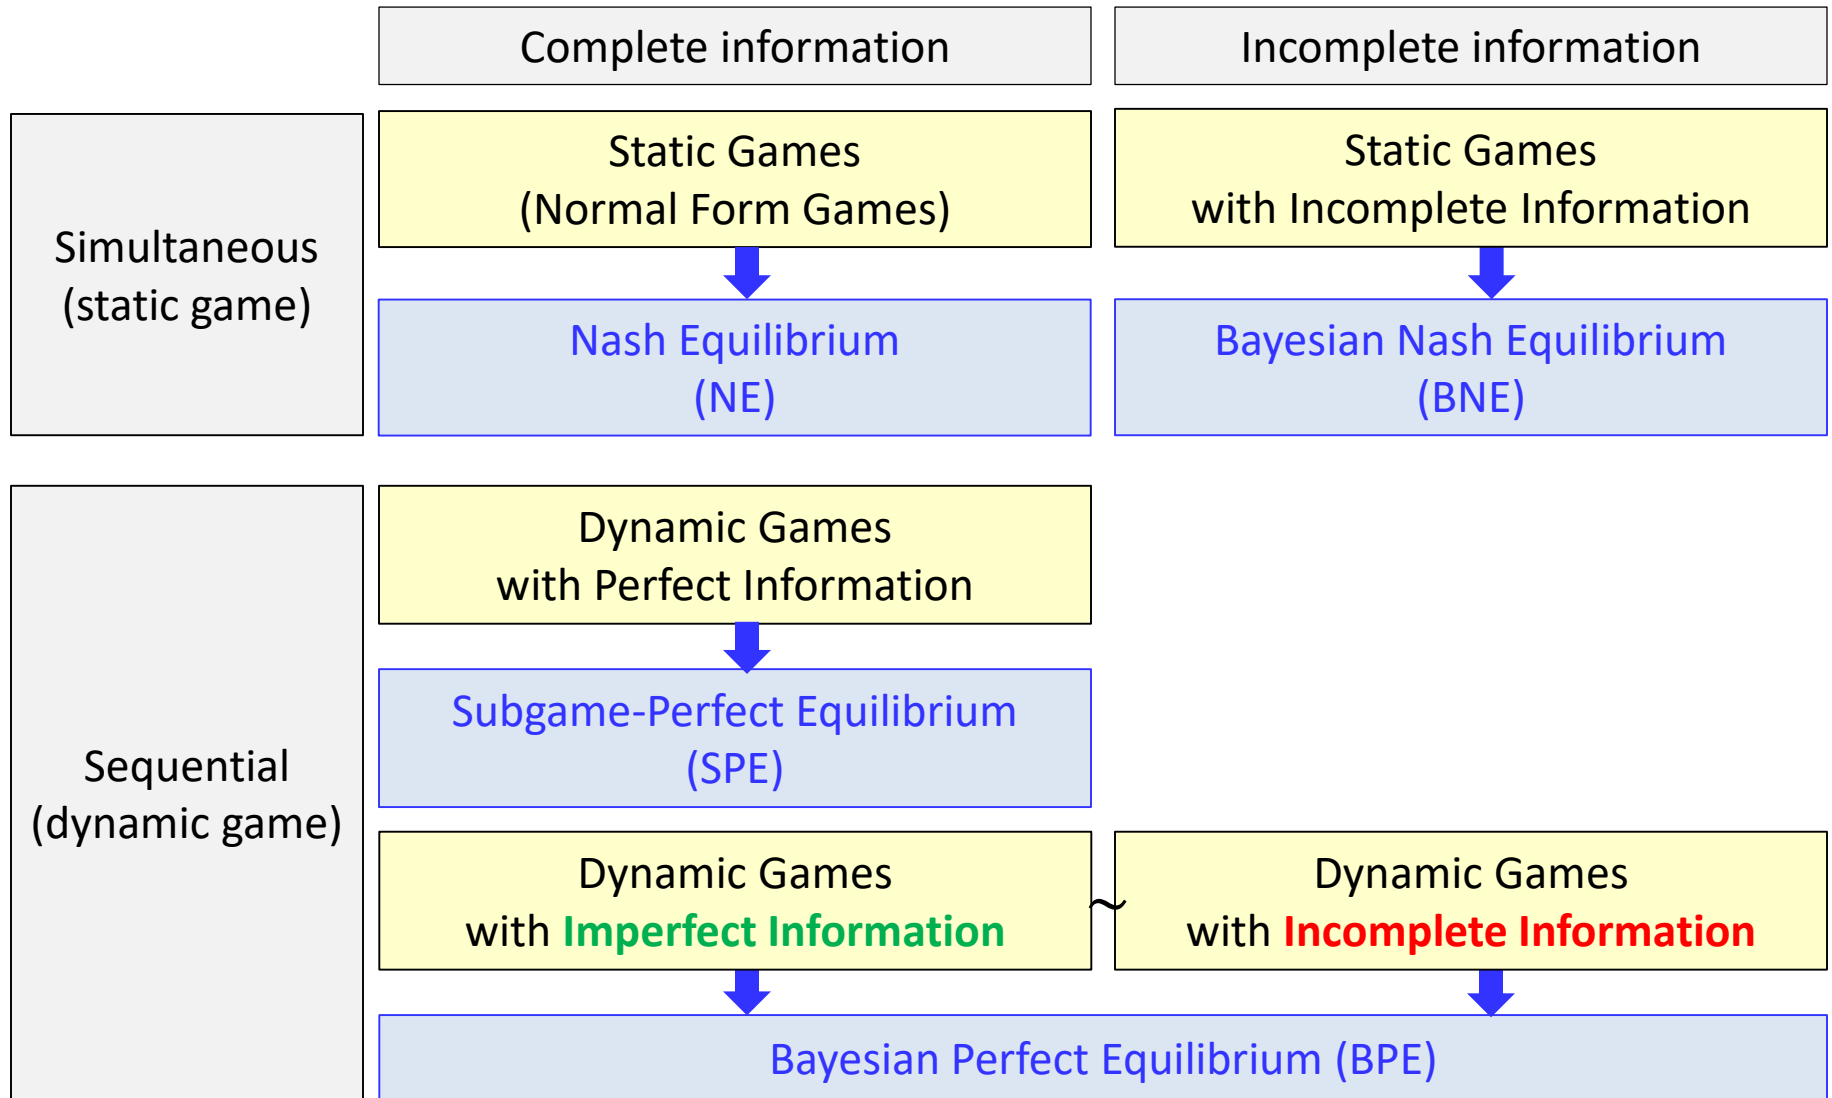 Complete information
Incomplete information
Simultaneous
(static game)
Static Games
(Normal Form Games)
Static Games
with Incomplete Information
Nash Equilibrium
(NE)
Bayesian Nash Equilibrium
(BNE)
Sequential
(dynamic game)
Dynamic Games
with Perfect Information
Subgame-Perfect Equilibrium
(SPE)
Dynamic Games
with Imperfect Information
~
Dynamic Games
with Incomplete Information
Bayesian Perfect Equilibrium (BPE)